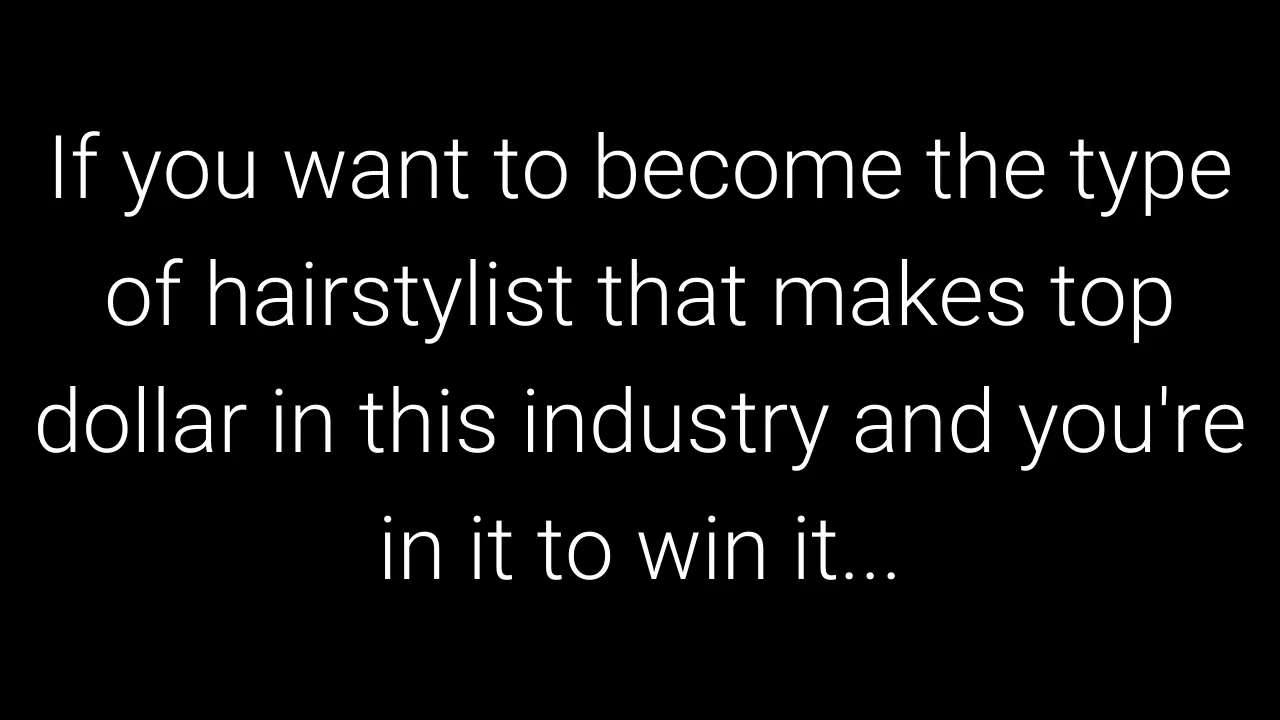 If you want to become the type
of hairstylist that makes top
dollar in this industry and you're
in it to win it...